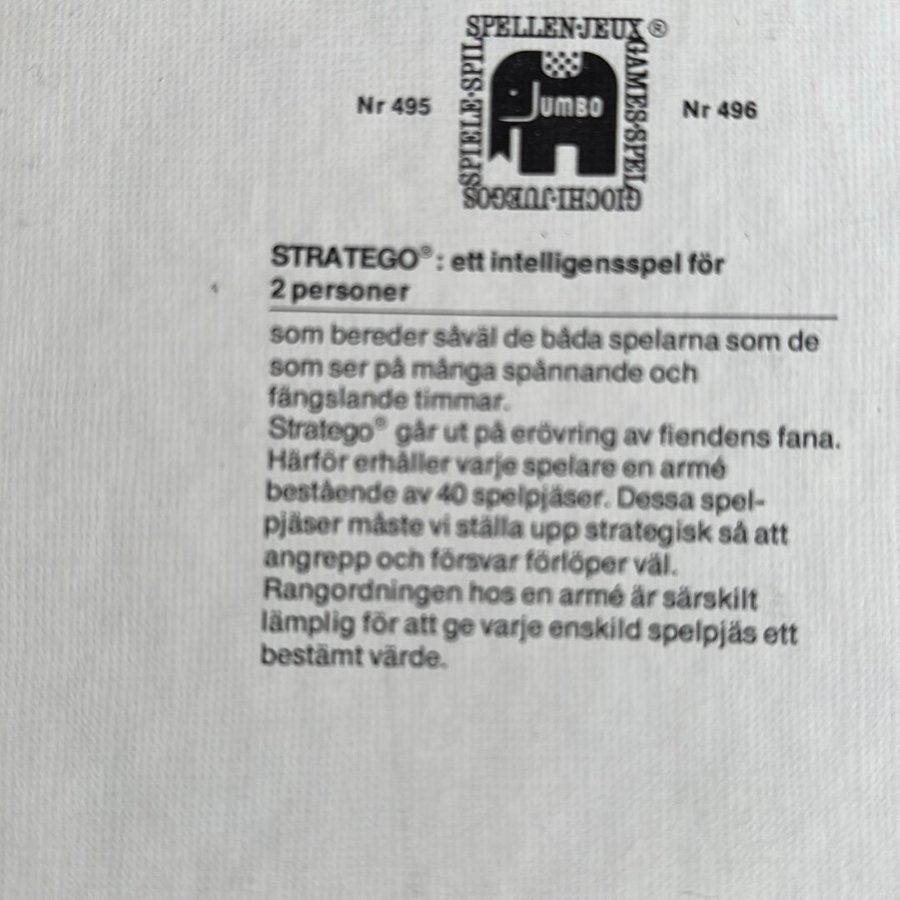 SPELLEN·JEUX®
GAMES·SPEL
GIOCHI·JUEGOS
SPIELE·SPIL
JUMBO
Nr 495
Nr 496
STRATEGO®: ett intelligensspel för
2 personer
som bereder såväl de båda spelarna som de
som ser på många spånnande och
fängslande timmar.
Stratego® går ut på erövring av fiendens fana.
Härför erhåller varje spelare en armé
bestående av 40 spelpjäser. Dessa spel-
pjäser måste vi ställa upp strategisk så att
angrepp och försvar förlöper väl.
Rangordningen hos en armé är särskilt
lämplig för att ge varje enskild spelpjäs ett
bestämt värde.